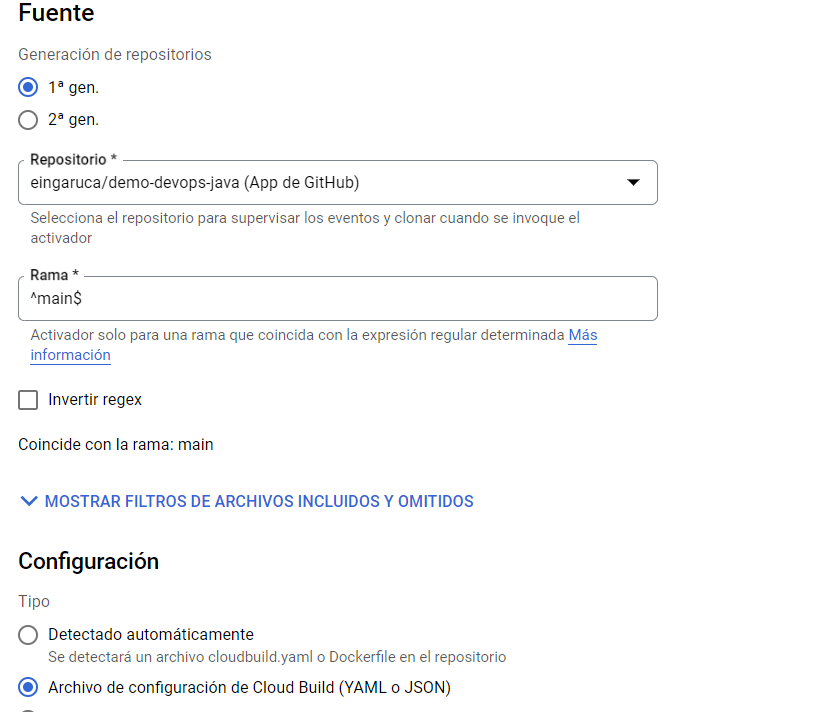 Fuente
Generación de repositorios
1ª gen.
2ª gen.
Repositorio *
eingaruca/demo-devops-java (App de GitHub)
Selecciona el repositorio para supervisar los eventos y clonar cuando se invoque el
activador
Rama *
^main$
Activador solo para una rama que coincida con la expresión regular determinada Más
información
Invertir regex
Coincide con la rama: main
MOSTRAR FILTROS DE ARCHIVOS INCLUIDOS Y OMITIDOS
Configuración
Tipo
Detectado automáticamente
Se detectará un archivo cloudbuild.yaml o Dockerfile en el repositorio
Archivo de configuración de Cloud Build (YAML o JSON)